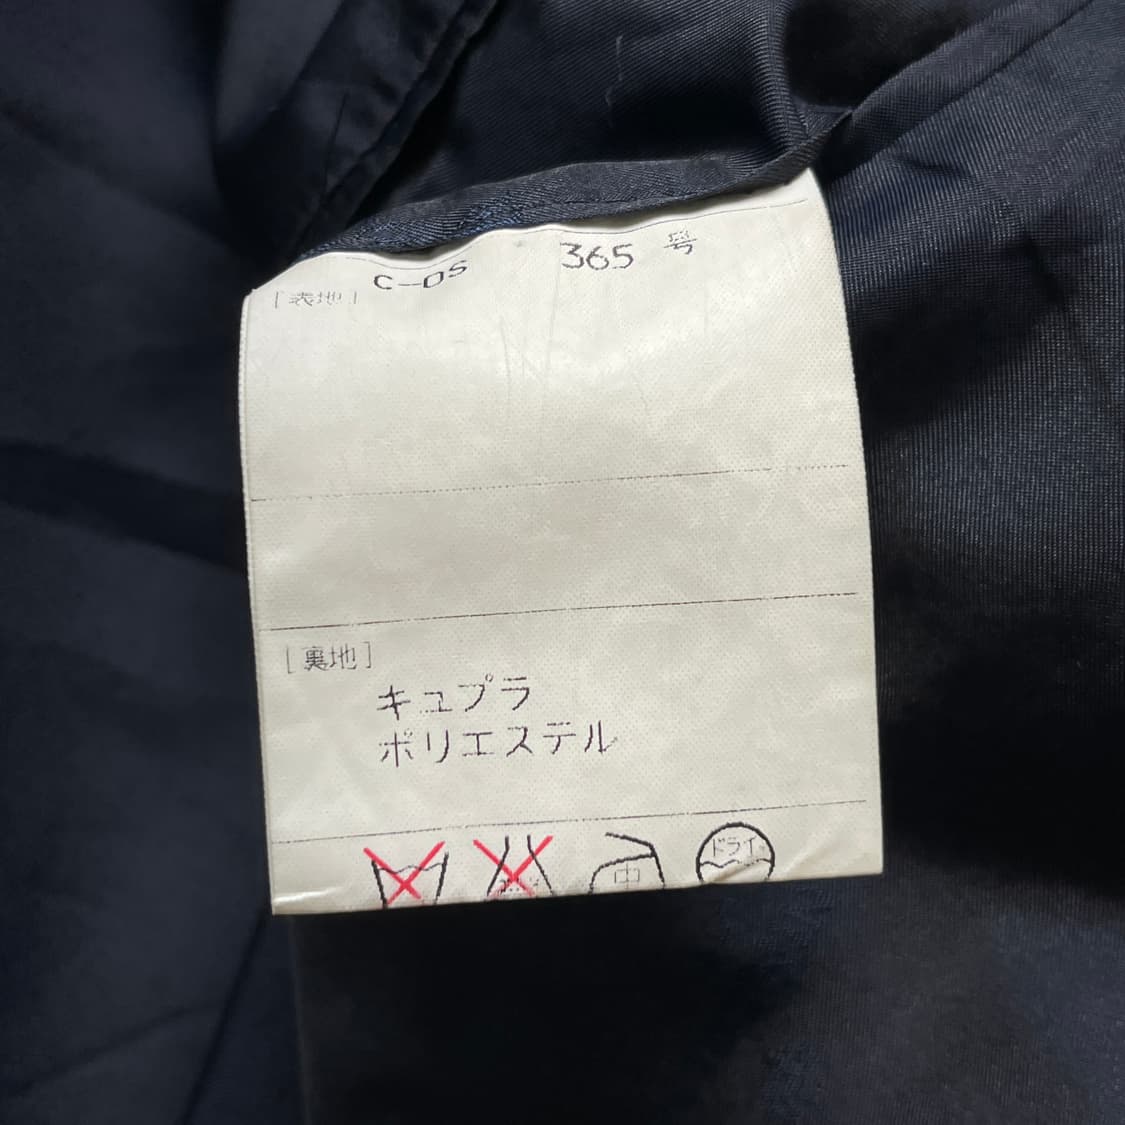 C-DS 365 号
[表地]
[裏地]
キュプラ
ポリエステル
中 ドライ